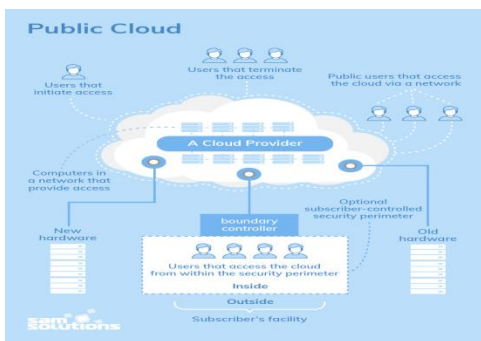 Public Cloud
Users that
initiate access
Users that terminate
the access
Public users that access
the cloud via a network
A Cloud Provider
Computers in
a network that
provide access
Optional
subscriber-controlled
security perimeter
New
hardware
boundary
controller
Old
hardware
Users that access the cloud
from within the security perimeter
Inside
Outside
Subscriber's facility
sam
solutions